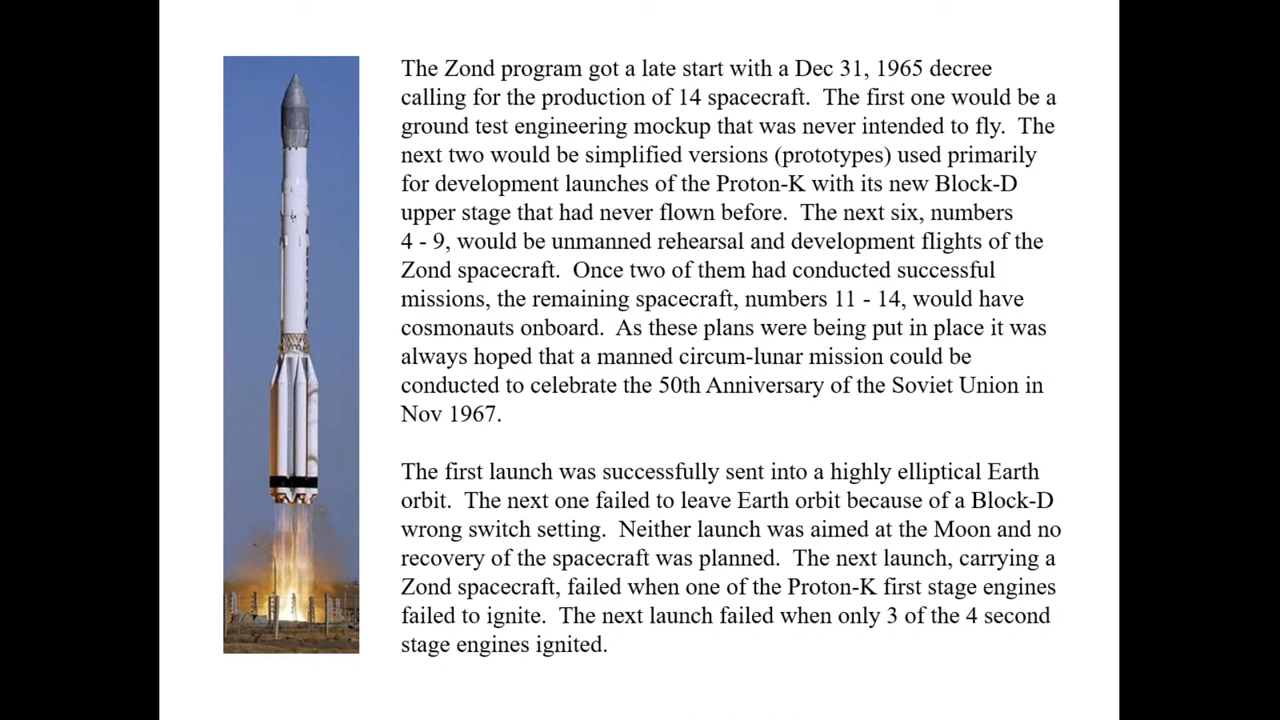 The Zond program got a late start with a Dec 31, 1965 decree
calling for the production of 14 spacecraft.  The first one would be a
ground test engineering mockup that was never intended to fly.  The
next two would be simplified versions (prototypes) used primarily
for development launches of the Proton-K with its new Block-D
upper stage that had never flown before.  The next six, numbers
4 - 9, would be unmanned rehearsal and development flights of the
Zond spacecraft.  Once two of them had conducted successful
missions, the remaining spacecraft, numbers 11 - 14, would have
cosmonauts onboard.  As these plans were being put in place it was
always hoped that a manned circum-lunar mission could be
conducted to celebrate the 50th Anniversary of the Soviet Union in
Nov 1967.
The first launch was successfully sent into a highly elliptical Earth
orbit.  The next one failed to leave Earth orbit because of a Block-D
wrong switch setting.  Neither launch was aimed at the Moon and no
recovery of the spacecraft was planned.  The next launch, carrying a
Zond spacecraft, failed when one of the Proton-K first stage engines
failed to ignite.  The next launch failed when only 3 of the 4 second
stage engines ignited.